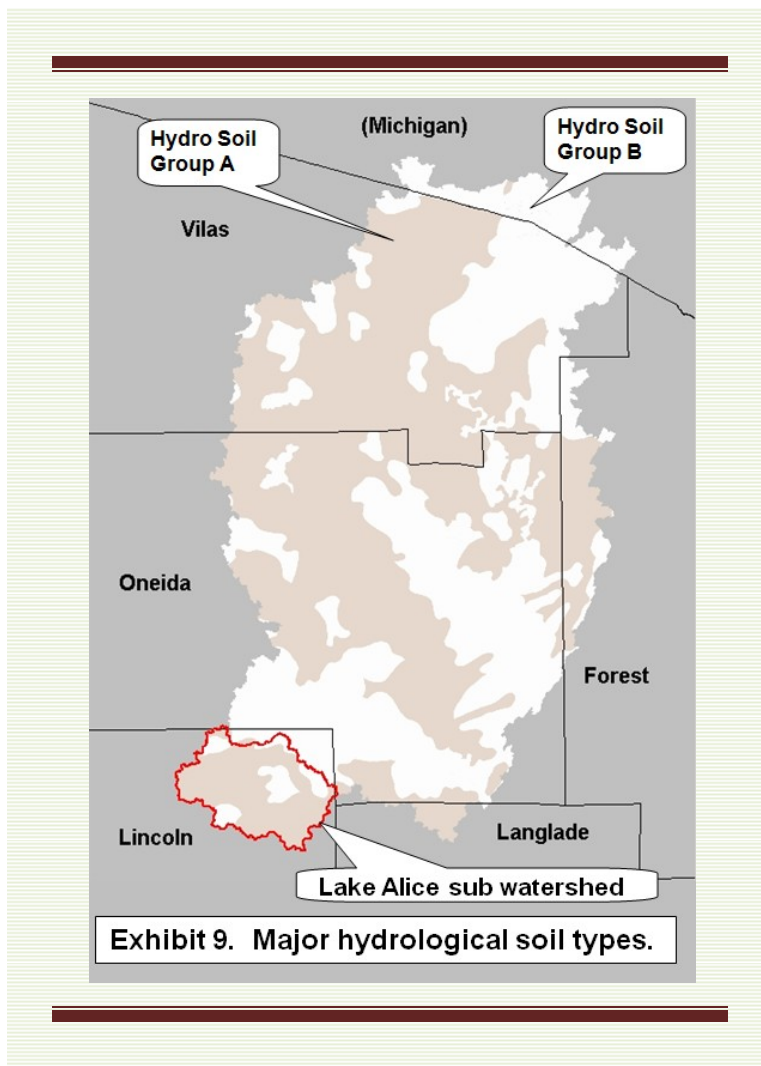 (Michigan)
Hydro Soil
Group A
Hydro Soil
Group B
Vilas
Oneida
Forest
Lincoln
Langlade
Lake Alice sub watershed
Exhibit 9. Major hydrological soil types.